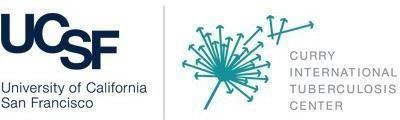 UCSF
University of California
San Francisco
CURRY
INTERNATIONAL
TUBERCULOSIS
CENTER